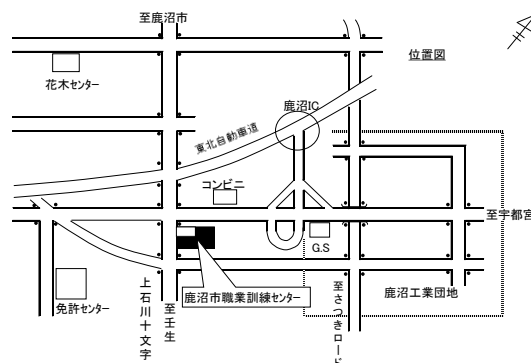 至鹿沼市
位置図
花木センター
鹿沼IC
東北自動車道
コンビニ
至宇都宮
G.S
鹿沼市職業訓練センター
鹿沼工業団地
免許センター
上石川十文字
至壬生
至さつきロード